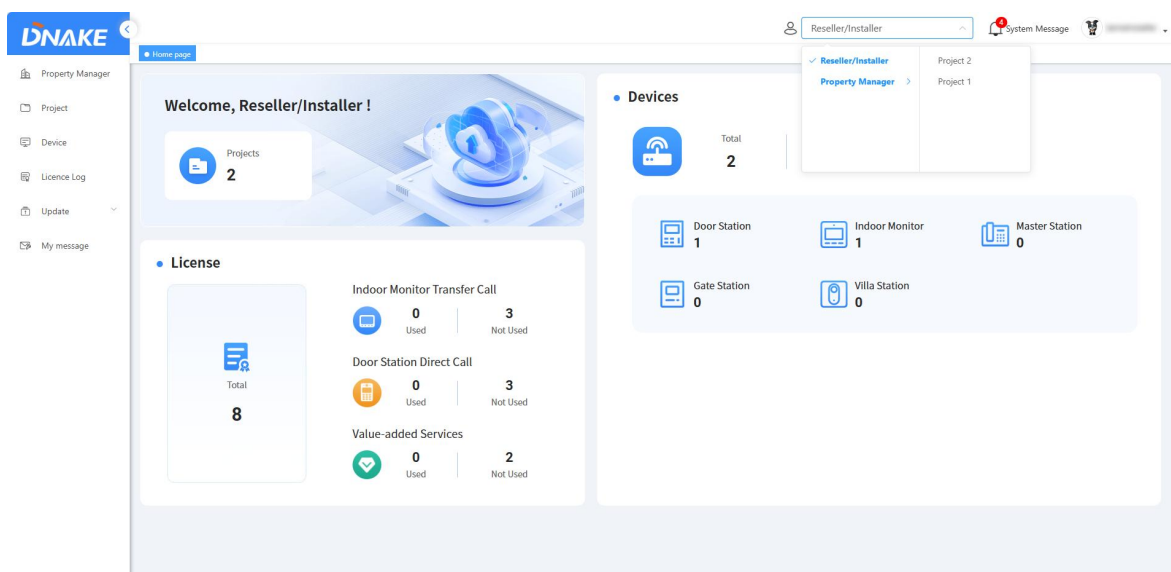 DNAKE
Reseller/Installer
4
System Message
Home page
Property Manager
Project
Device
Licence Log
Update
My message
Reseller/Installer
Property Manager
Project 2
Project 1
Welcome, Reseller/Installer !
Projects
2
License
Total
8
Indoor Monitor Transfer Call
0 3
Used Not Used
Door Station Direct Call
0 3
Used Not Used
Value-added Services
0 2
Used Not Used
Devices
Total
2
Door Station
1
Indoor Monitor
1
Master Station
0
Gate Station
0
Villa Station
0